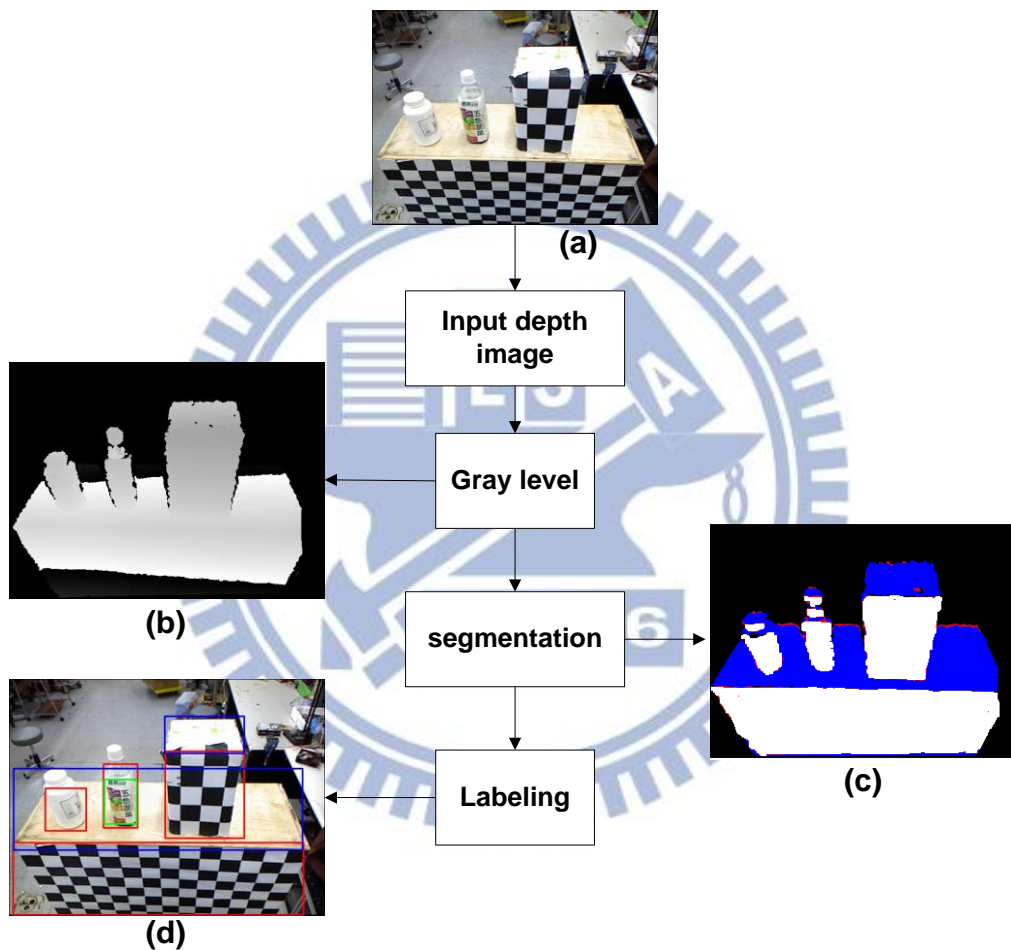 (a)
Input depth
image
Gray level
(b)
segmentation
(c)
Labeling
(d)